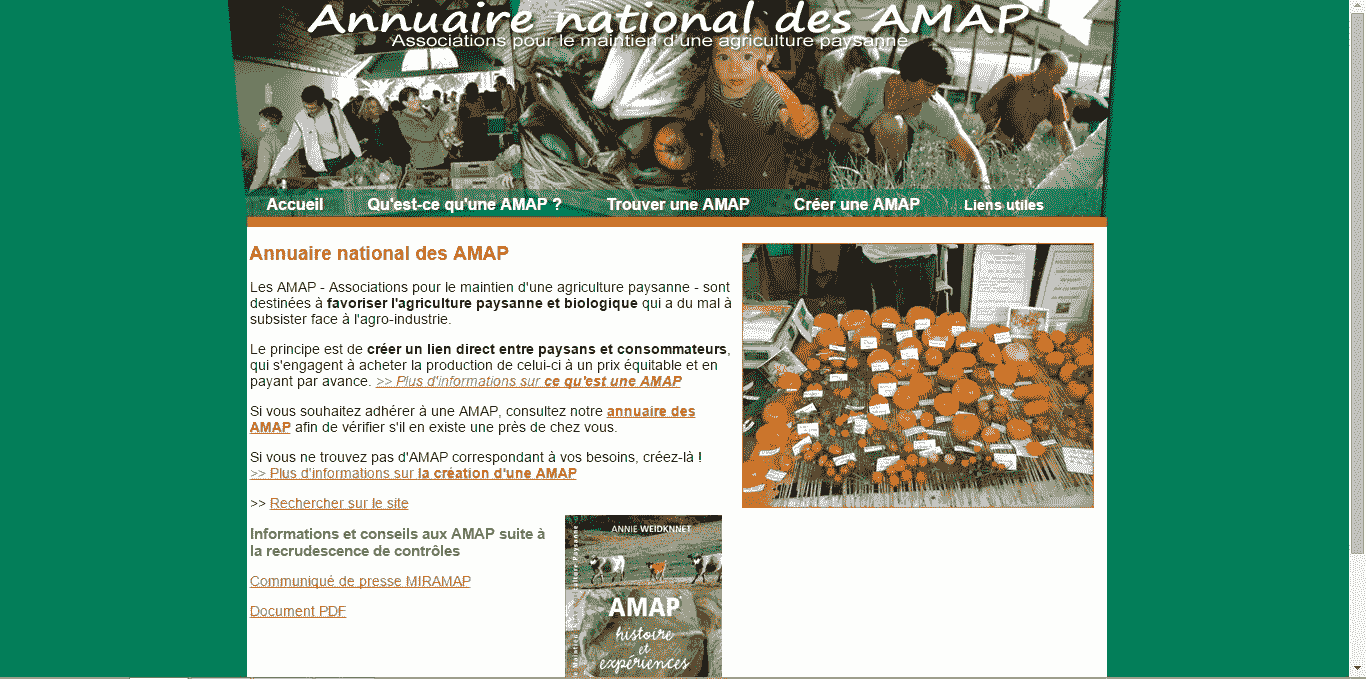 Annuaire national des AMAP
Associations pour le maintien d'une agriculture paysanne
Accueil
Qu'est-ce qu'une AMAP ?
Trouver une AMAP
Créer une AMAP
Liens utiles
Annuaire national des AMAP
Les AMAP - Associations pour le maintien d'une agriculture paysanne - sont
destinées à favoriser l'agriculture paysanne et biologique qui a du mal à
subsister face à l'agro-industrie.
Le principe est de créer un lien direct entre paysans et consommateurs,
qui s'engagent à acheter la production de celui-ci à un prix équitable et en
payant par avance. >> Plus d'informations sur ce qu'est une AMAP
Si vous souhaitez adhérer à une AMAP, consultez notre annuaire des
AMAP afin de vérifier s'il en existe une près de chez vous.
Si vous ne trouvez pas d'AMAP correspondant à vos besoins, créez-là !
>> Plus d'informations sur la création d'une AMAP
>> Rechercher sur le site
Informations et conseils aux AMAP suite à
la recrudescence de contrôles
Communiqué de presse MIRAMAP
Document PDF
ANNIE WEIDKNNET
AMAP
histoire
et
expériences